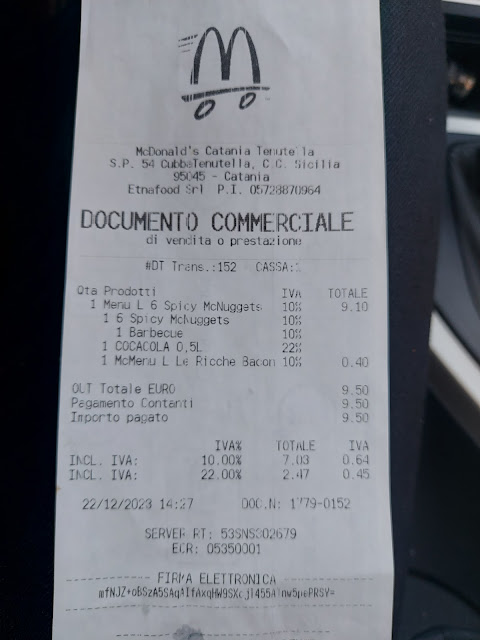 McDonald's Catania Tenutella
S.P. 54 CubbaTenutella, C.C. Sicilia
95045 - Catania
Etnafood Srl P.I. 05728870964
DOCUMENTO COMMERCIALE
di vendita o prestazione
#DT Trans.:152 CASSA:
Qta Prodotti IVA TOTALE
1 Menu L 6 Spicy McNuggets 10% 9.10
1 6 Spicy McNuggets 10%
1 Barbecue 10%
1 COCACOLA 0,5L 22%
1 McMenu L Le Ricche Bacon 10% 0.40
OUT Totale EURO 9.50
Pagamento Contanti 9.50
Importo pagato 9.50
IVA% TOTALE IVA
INCL. IVA: 10.00% 7.03 0.64
INCL. IVA: 22.00% 2.47 0.45
22/12/2023 14:27 DOC.N: 1779-0152
SERVER RT: 53SNS302679
ECR: 05350001
FIRMA ELETTRONICA